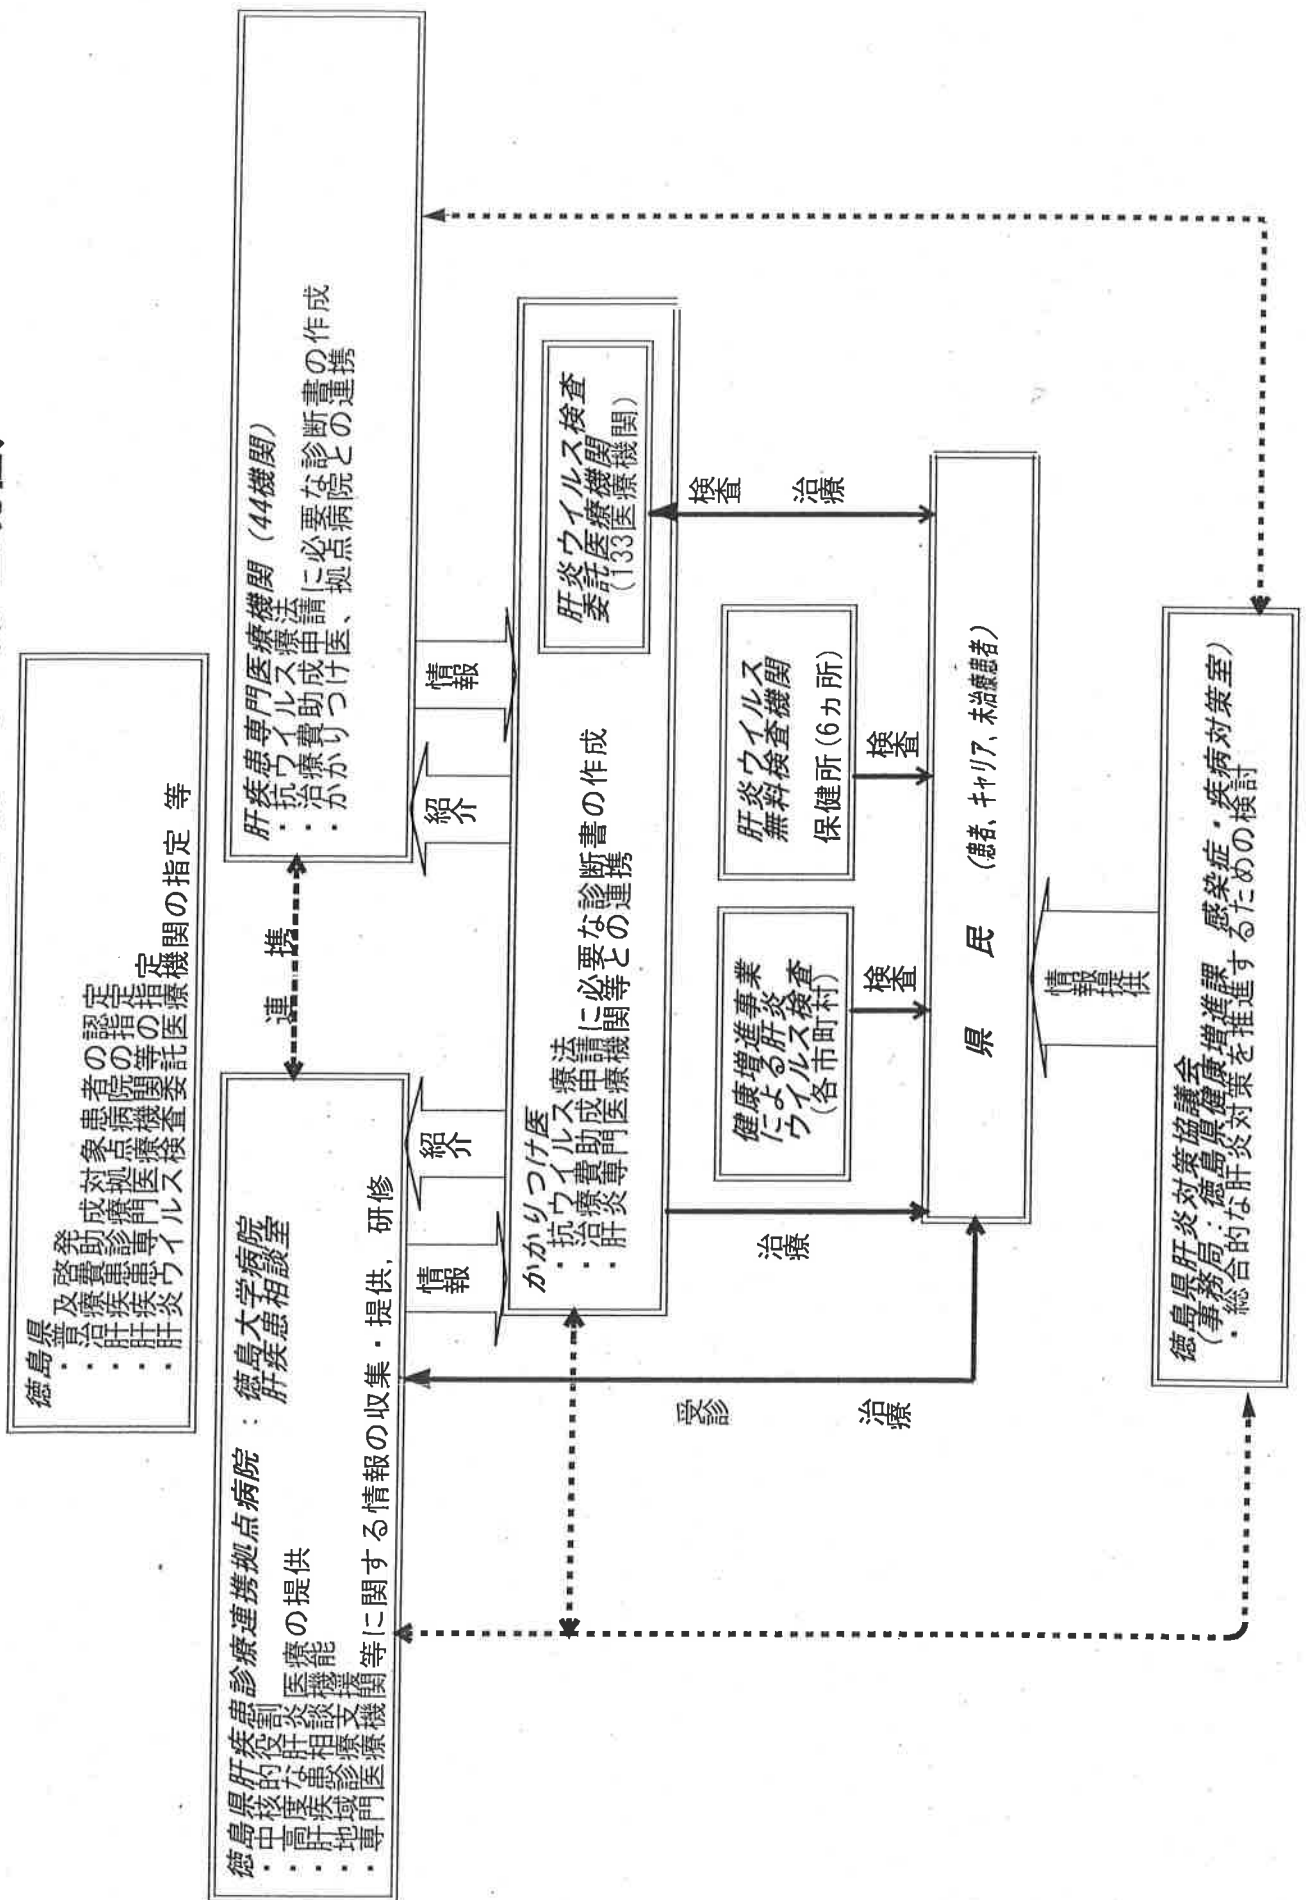 徳島県
・普及啓発
・治療費助成対象患者の認定
・肝疾患診療拠点病院の指定
・肝疾患専門医療機関等の指定
・肝炎ウイルス検査委託医療機関の指定 等
徳島県肝疾患診療連携拠点病院 : 徳島大学病院
肝疾患相談室
・中核的役割
・高度な肝炎医療の提供
・肝疾患相談機能
・地域診療支援
・専門医療機関等に関する情報の収集・提供, 研修
連携
肝疾患専門医療機関 (44機関)
・抗ウイルス療法
・治療費助成申請に必要な診断書の作成
・かかりつけ医、拠点病院との連携
情報
紹介
紹介
情報
かかりつけ医
・抗ウイルス療法
・治療費助成申請に必要な診断書の作成
・肝炎専門医療機関等との連携
肝炎ウイルス検査
委託医療機関
(133医療機関)
受診
治療
治療
健康増進事業
による肝炎
ウイルス検査
(各市町村)
検査
肝炎ウイルス
無料検査機関
保健所(6カ所)
検査
検査
治療
県民 (患者、キャリア、未治療患者)
情報
提供
徳島県肝炎対策協議会
(事務局:徳島県健康増進課 感染症・疾病対策室)
・総合的な肝炎対策を推進するための検討